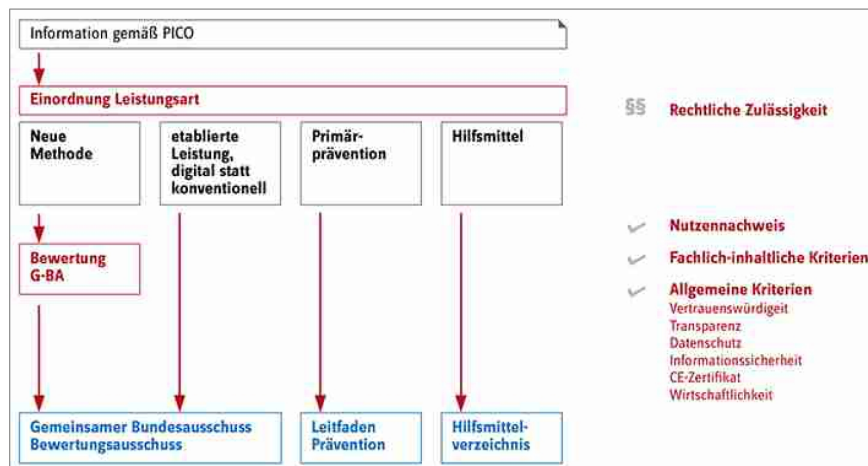 Information gemäß PICO
Einordnung Leistungsart
§§ Rechtliche Zulässigkeit
Neue
Methode
etablierte
Leistung,
digital statt
konventionell
Primär-
prävention
Hilfsmittel
Bewertung
G-BA
Nutzennachweis
Fachlich-inhaltliche Kriterien
Allgemeine Kriterien
Vertrauenswürdigeit
Transparenz
Datenschutz
Informationssicherheit
CE-Zertifikat
Wirtschaftlichkeit
Gemeinsamer Bundesausschuss
Bewertungsausschuss
Leitfaden
Prävention
Hilfsmittel-
verzeichnis